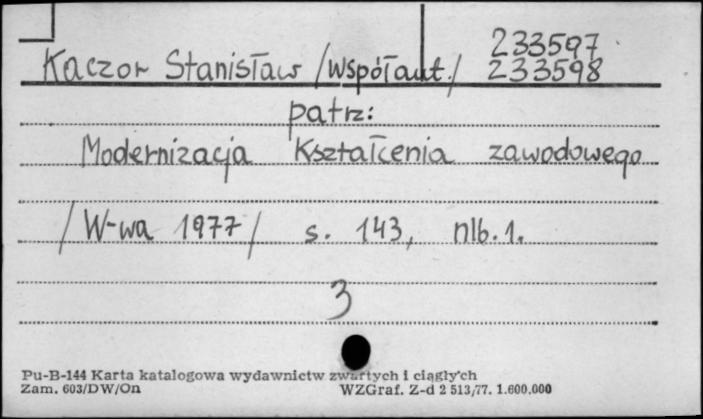 233597
Kaczor Stanisław /współaut./ 233598
patrz:
Modernizacja kształcenia zawodowego
/W-wa 1977/ s. 143, nlb.1.
3
Pu-B-144 Karta katalogowa wydawnictw zwartych i ciągłych
Zam. 603/DW/On WZGraf. Z-d 2 513/77. 1.600.000